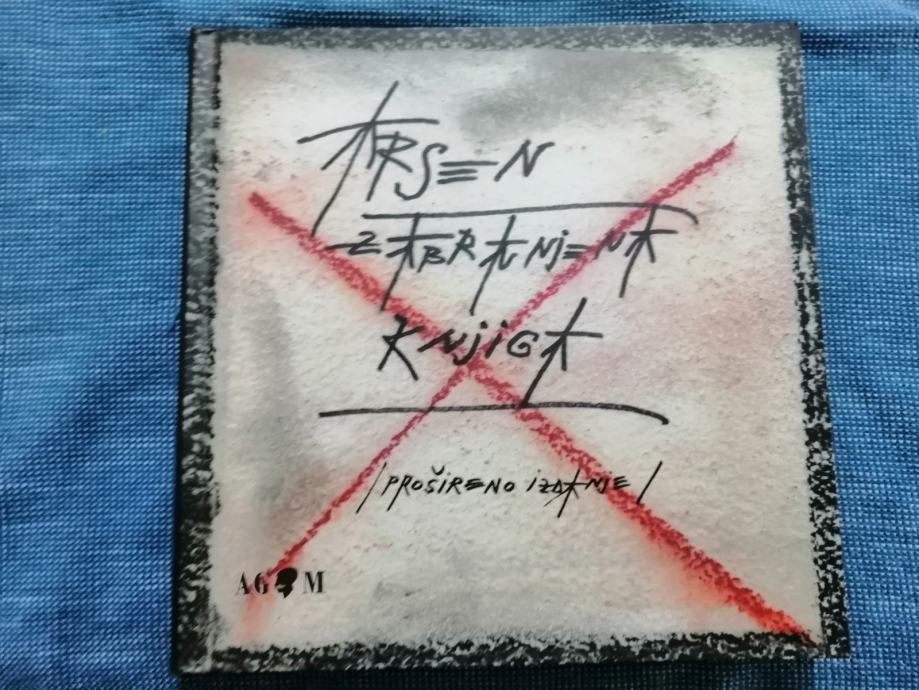 ARSEN
ZABRANJENA
KNJIGA
/PROŠIRENO IZDANJE/
AGM